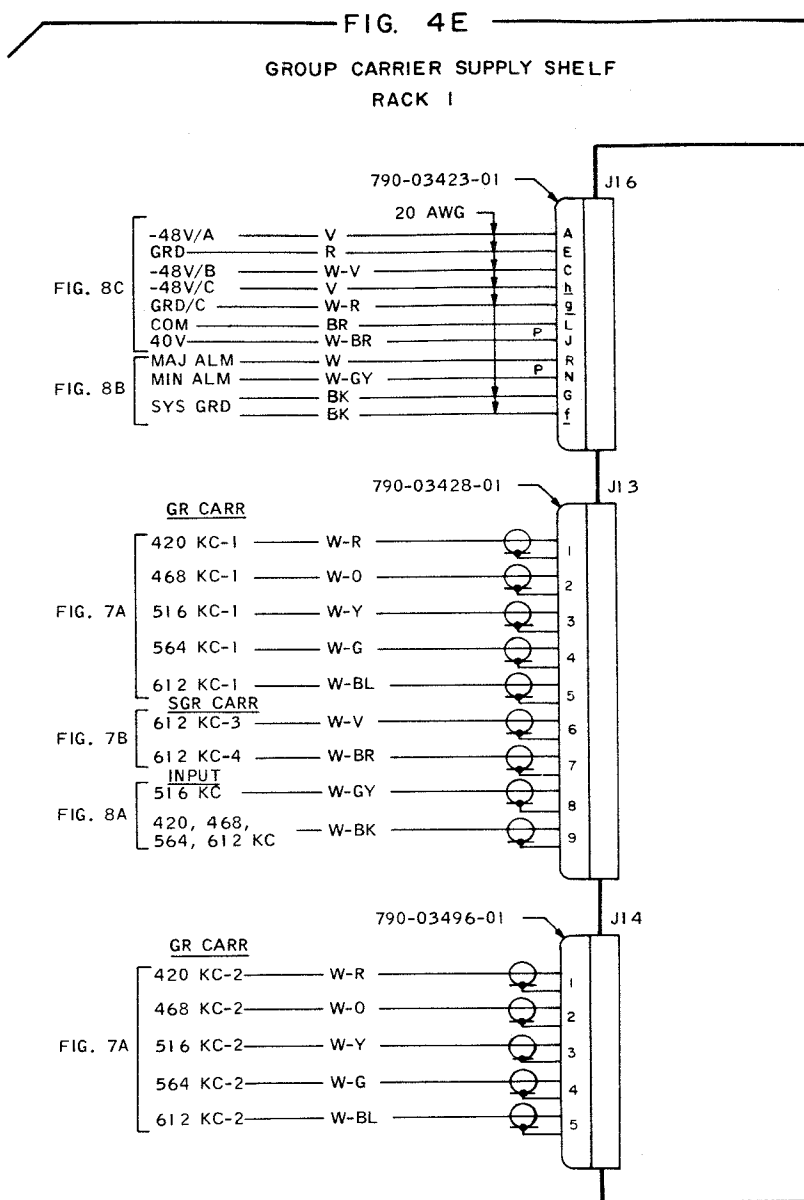 FIG. 4E
GROUP CARRIER SUPPLY SHELF
RACK 1
790-03423-01 J16
20 AWG
FIG. 8C
-48V/A V A
GRD R E
-48V/B W-V C
-48V/C V h
GRD/C W-R g
COM BR L
40V W-BR P J
FIG. 8B
MAJ ALM W R
MIN ALM W-GY P N
SYS GRD BK G
BK f
790-03428-01 J13
GR CARR
FIG. 7A
420 KC-1 W-R 1
468 KC-1 W-O 2
516 KC-1 W-Y 3
564 KC-1 W-G 4
612 KC-1 W-BL 5
SGR CARR
FIG. 7B
612 KC-3 W-V 6
612 KC-4 W-BR 7
INPUT
FIG. 8A
516 KC W-GY 8
420, 468,
564, 612 KC W-BK 9
790-03496-01 J14
GR CARR
FIG. 7A
420 KC-2 W-R 1
468 KC-2 W-O 2
516 KC-2 W-Y 3
564 KC-2 W-G 4
612 KC-2 W-BL 5